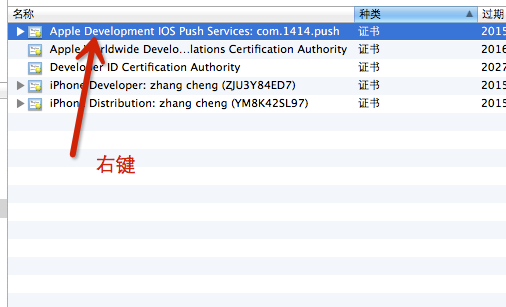 名称 种类 过期
Apple Development IOS Push Services: com.1414.push 证书 2015
Apple Worldwide Develo...lations Certification Authority 证书 2016
Developer ID Certification Authority 证书 2027
iPhone Developer: zhang cheng (ZJU3Y84ED7) 证书 2015
iPhone Distribution: zhang cheng (YM8K42SL97) 证书 2015
右键